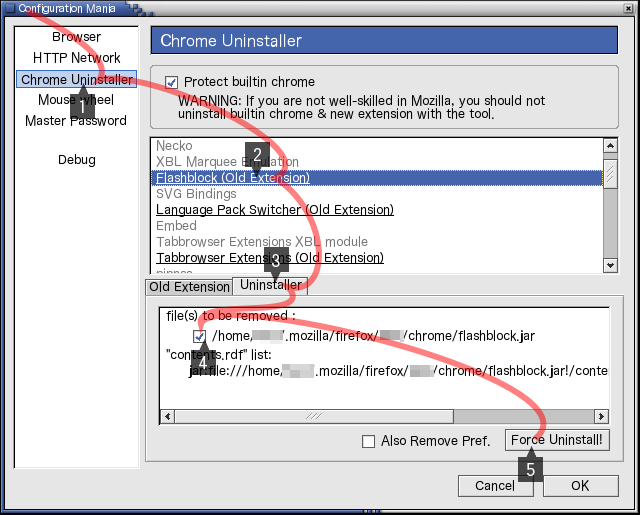 Configuration Mania
Browser
HTTP Network
Chrome Uninstaller
1
Mouse wheel
Master Password
Debug
Chrome Uninstaller
Protect builtin chrome
WARNING: If you are not well-skilled in Mozilla, you should not
uninstall builtin chrome & new extension with the tool.
Necko
XBL Marquee Emulation
2
Flashblock (Old Extension)
SVG Bindings
Language Pack Switcher (Old Extension)
Embed
Tabbrowser Extensions XBL module
Tabbrowser Extensions (Old Extension)
3
Old Extension
Uninstaller
file(s) to be removed :
/home/ /.mozilla/firefox/ /chrome/flashblock.jar
4
"contents.rdf" list:
jar:file:///home/ .mozilla/firefox/ /chrome/flashblock.jar!/conte
Also Remove Pref.
Force Uninstall!
5
Cancel
OK